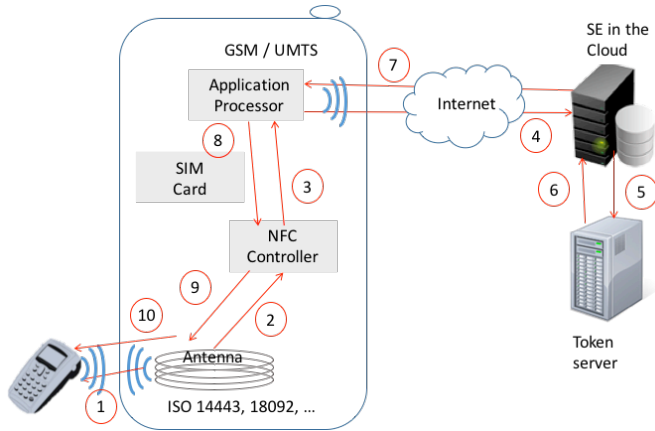 SE in the
Cloud
GSM / UMTS
7
Application
Processor
Internet
4
8
SIM
Card
3
6
5
NFC
Controller
9
10
2
Antenna
Token
server
1
ISO 14443, 18092, ...